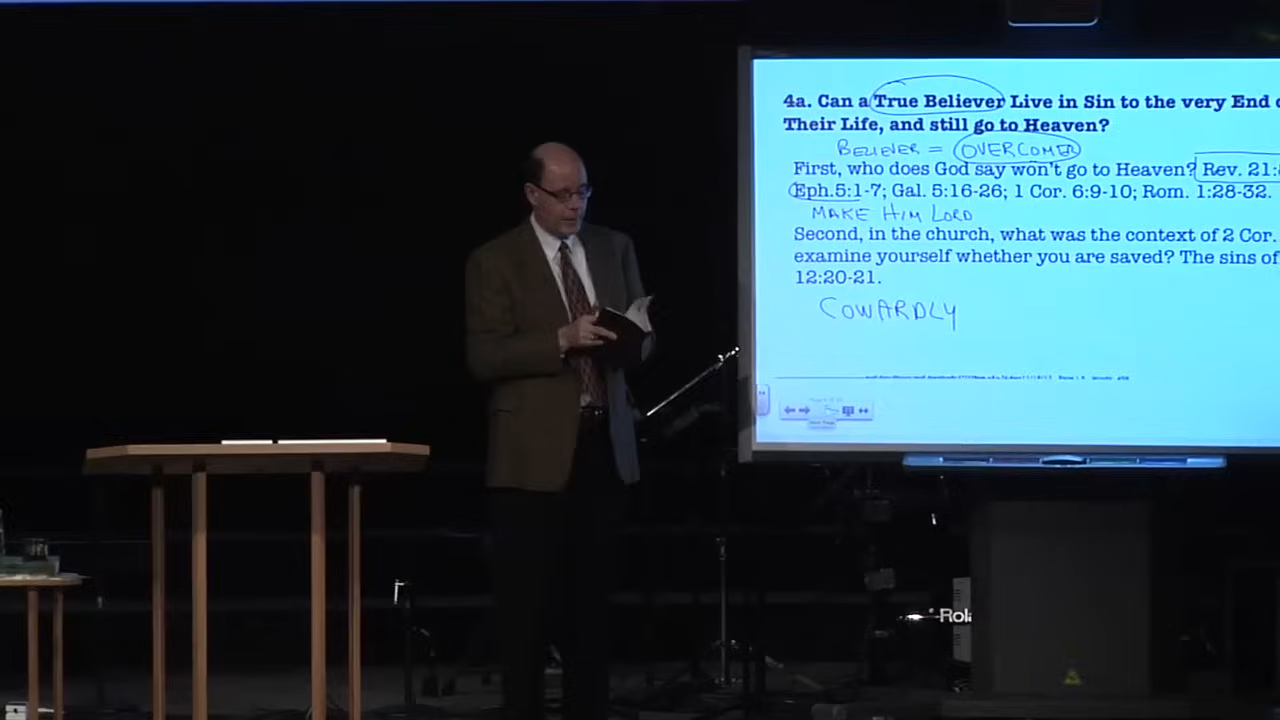 4a. Can a True Believer Live in Sin to the very End
Their Life, and still go to Heaven?
BELIEVER = OVERCOMER
First, who does God say won't go to Heaven? Rev. 21:
Eph.5:1-7; Gal. 5:16-26; 1 Cor. 6:9-10; Rom. 1:28-32.
MAKE HIM LORD
Second, in the church, what was the context of 2 Cor.
examine yourself whether you are saved? The sins of
12:20-21.
COWARDLY
Rola